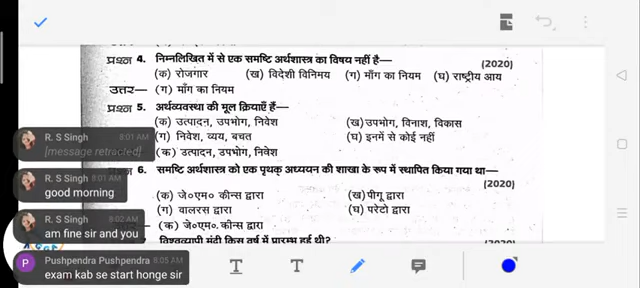 प्रश्न 4. निम्नलिखित में से एक समष्टि अर्थशास्त्र का विषय नहीं है—
(2020)
(क) रोजगार (ख) विदेशी विनिमय (ग) माँग का नियम (घ) राष्ट्रीय आय
उत्तर— (ग) माँग का नियम
प्रश्न 5. अर्थव्यवस्था की मूल क्रियाएँ हैं—
(क) उत्पादन, उपभोग, निवेश (ख) उपभोग, विनाश, विकास
(ग) निवेश, व्यय, बचत (घ) इनमें से कोई नहीं
(क) उत्पादन, उपभोग, निवेश
6. समष्टि अर्थशास्त्र को एक पृथक् अध्ययन की शाखा के रूप में स्थापित किया गया था—
(2020)
(क) जे०एम० कीन्स द्वारा (ख) पीगू द्वारा
(ग) वालरस द्वारा (घ) परेटो द्वारा
(क) जे०एम०. कीन्स द्वारा
विश्वव्यापी मंदी किस वर्ष में प्रारम्भ हुई थी?
R. S Singh 8:01 AM
[message retracted]
R. S Singh 8:01 AM
good morning
R. S Singh 8:02 AM
am fine sir and you
P Pushpendra Pushpendra 8:05 AM
exam kab se start honge sir